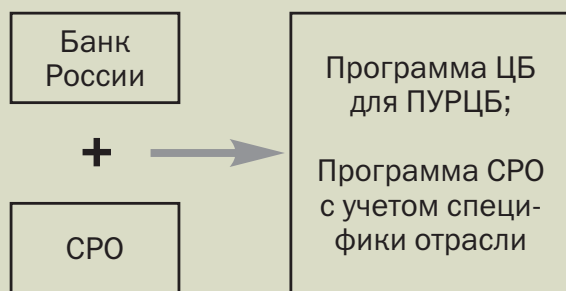 Банк
России
+
СРО
Программа ЦБ
для ПУРЦБ;
Программа СРО
с учетом специ-
фики отрасли